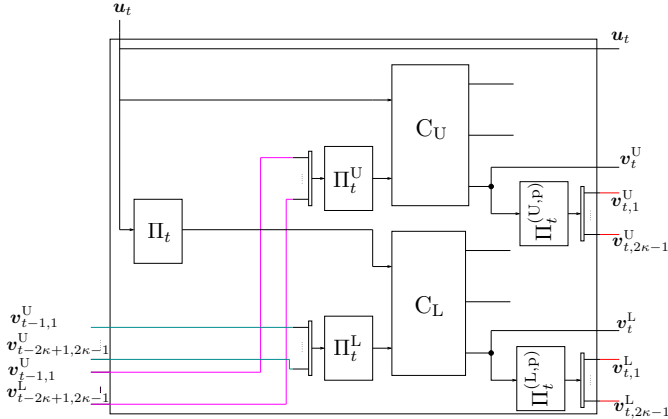 u_t
u_t
C_U
v_t^U
Π_t^U
Π_t^(U,p)
v_{t,1}^U
v_{t,2κ−1}^U
Π_t
C_L
v_{t−1,1}^U
v_{t−2κ+1,2κ−1}^U
v_{t−1,1}^U
v_{t−2κ+1,2κ−1}^L
Π_t^L
v_t^L
Π_t^(L,p)
v_{t,1}^L
v_{t,2κ−1}^L